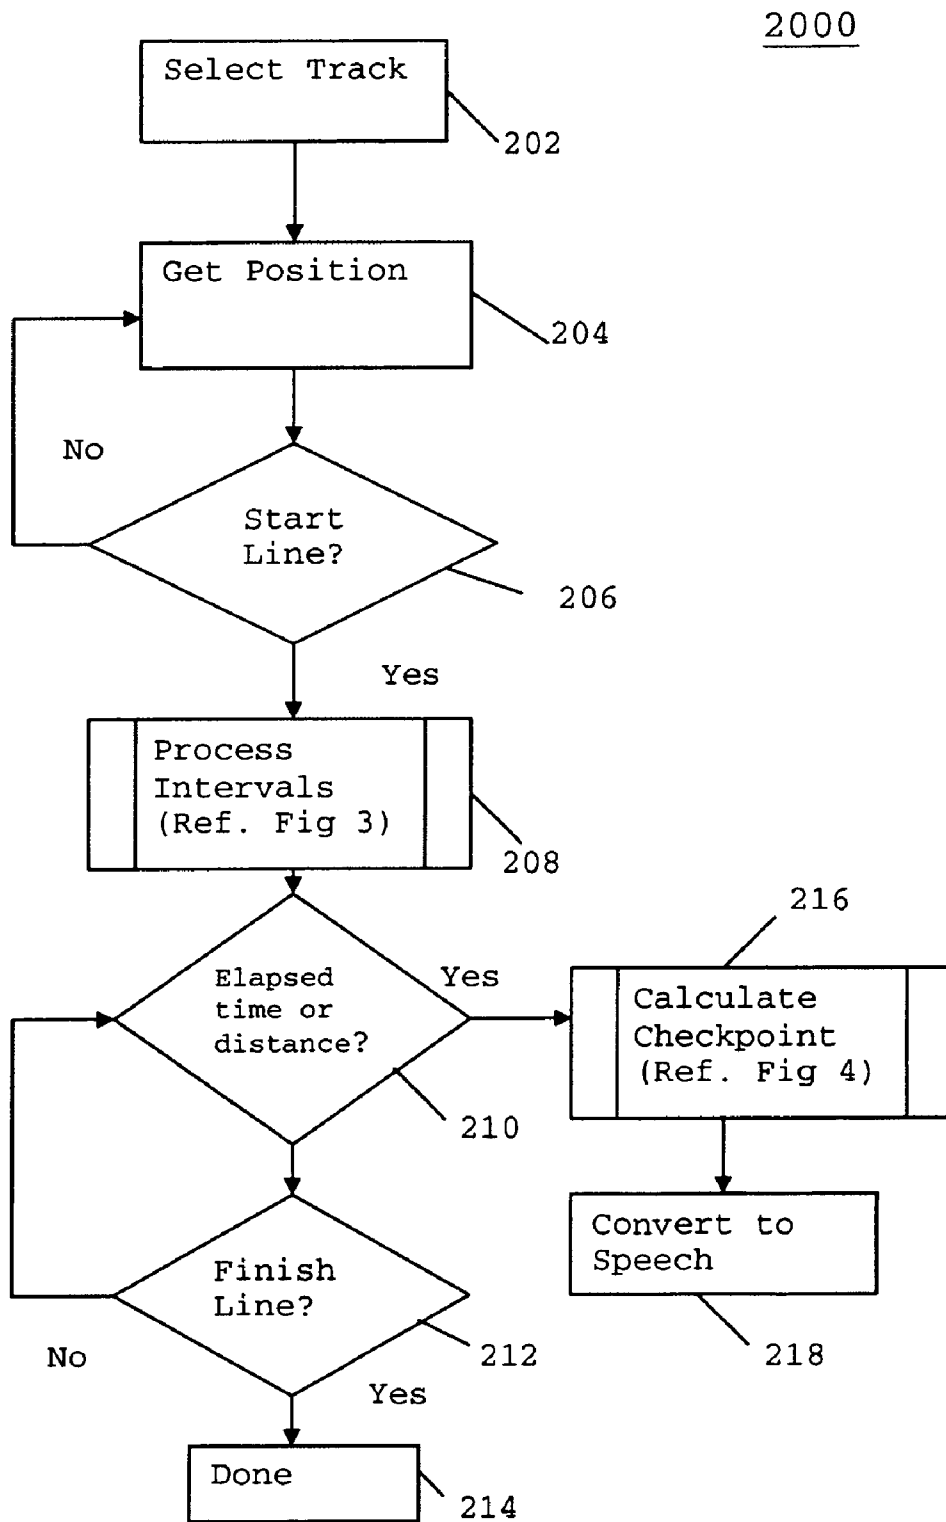 2000
Select Track
202
Get Position
204
No
Start
Line?
206
Yes
Process
Intervals
(Ref. Fig 3)
208
216
Elapsed
time or
distance?
Yes
Calculate
Checkpoint
(Ref. Fig 4)
210
Convert to
Speech
218
Finish
Line?
212
No
Yes
Done
214